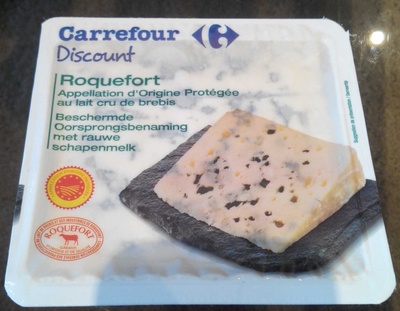 Carrefour
Discount
Roquefort
Appellation d'Origine Protégée
au lait cru de brebis
Beschermde
Oorsprongsbenaming
met rauwe
schapenmelk
ROQUEFORT